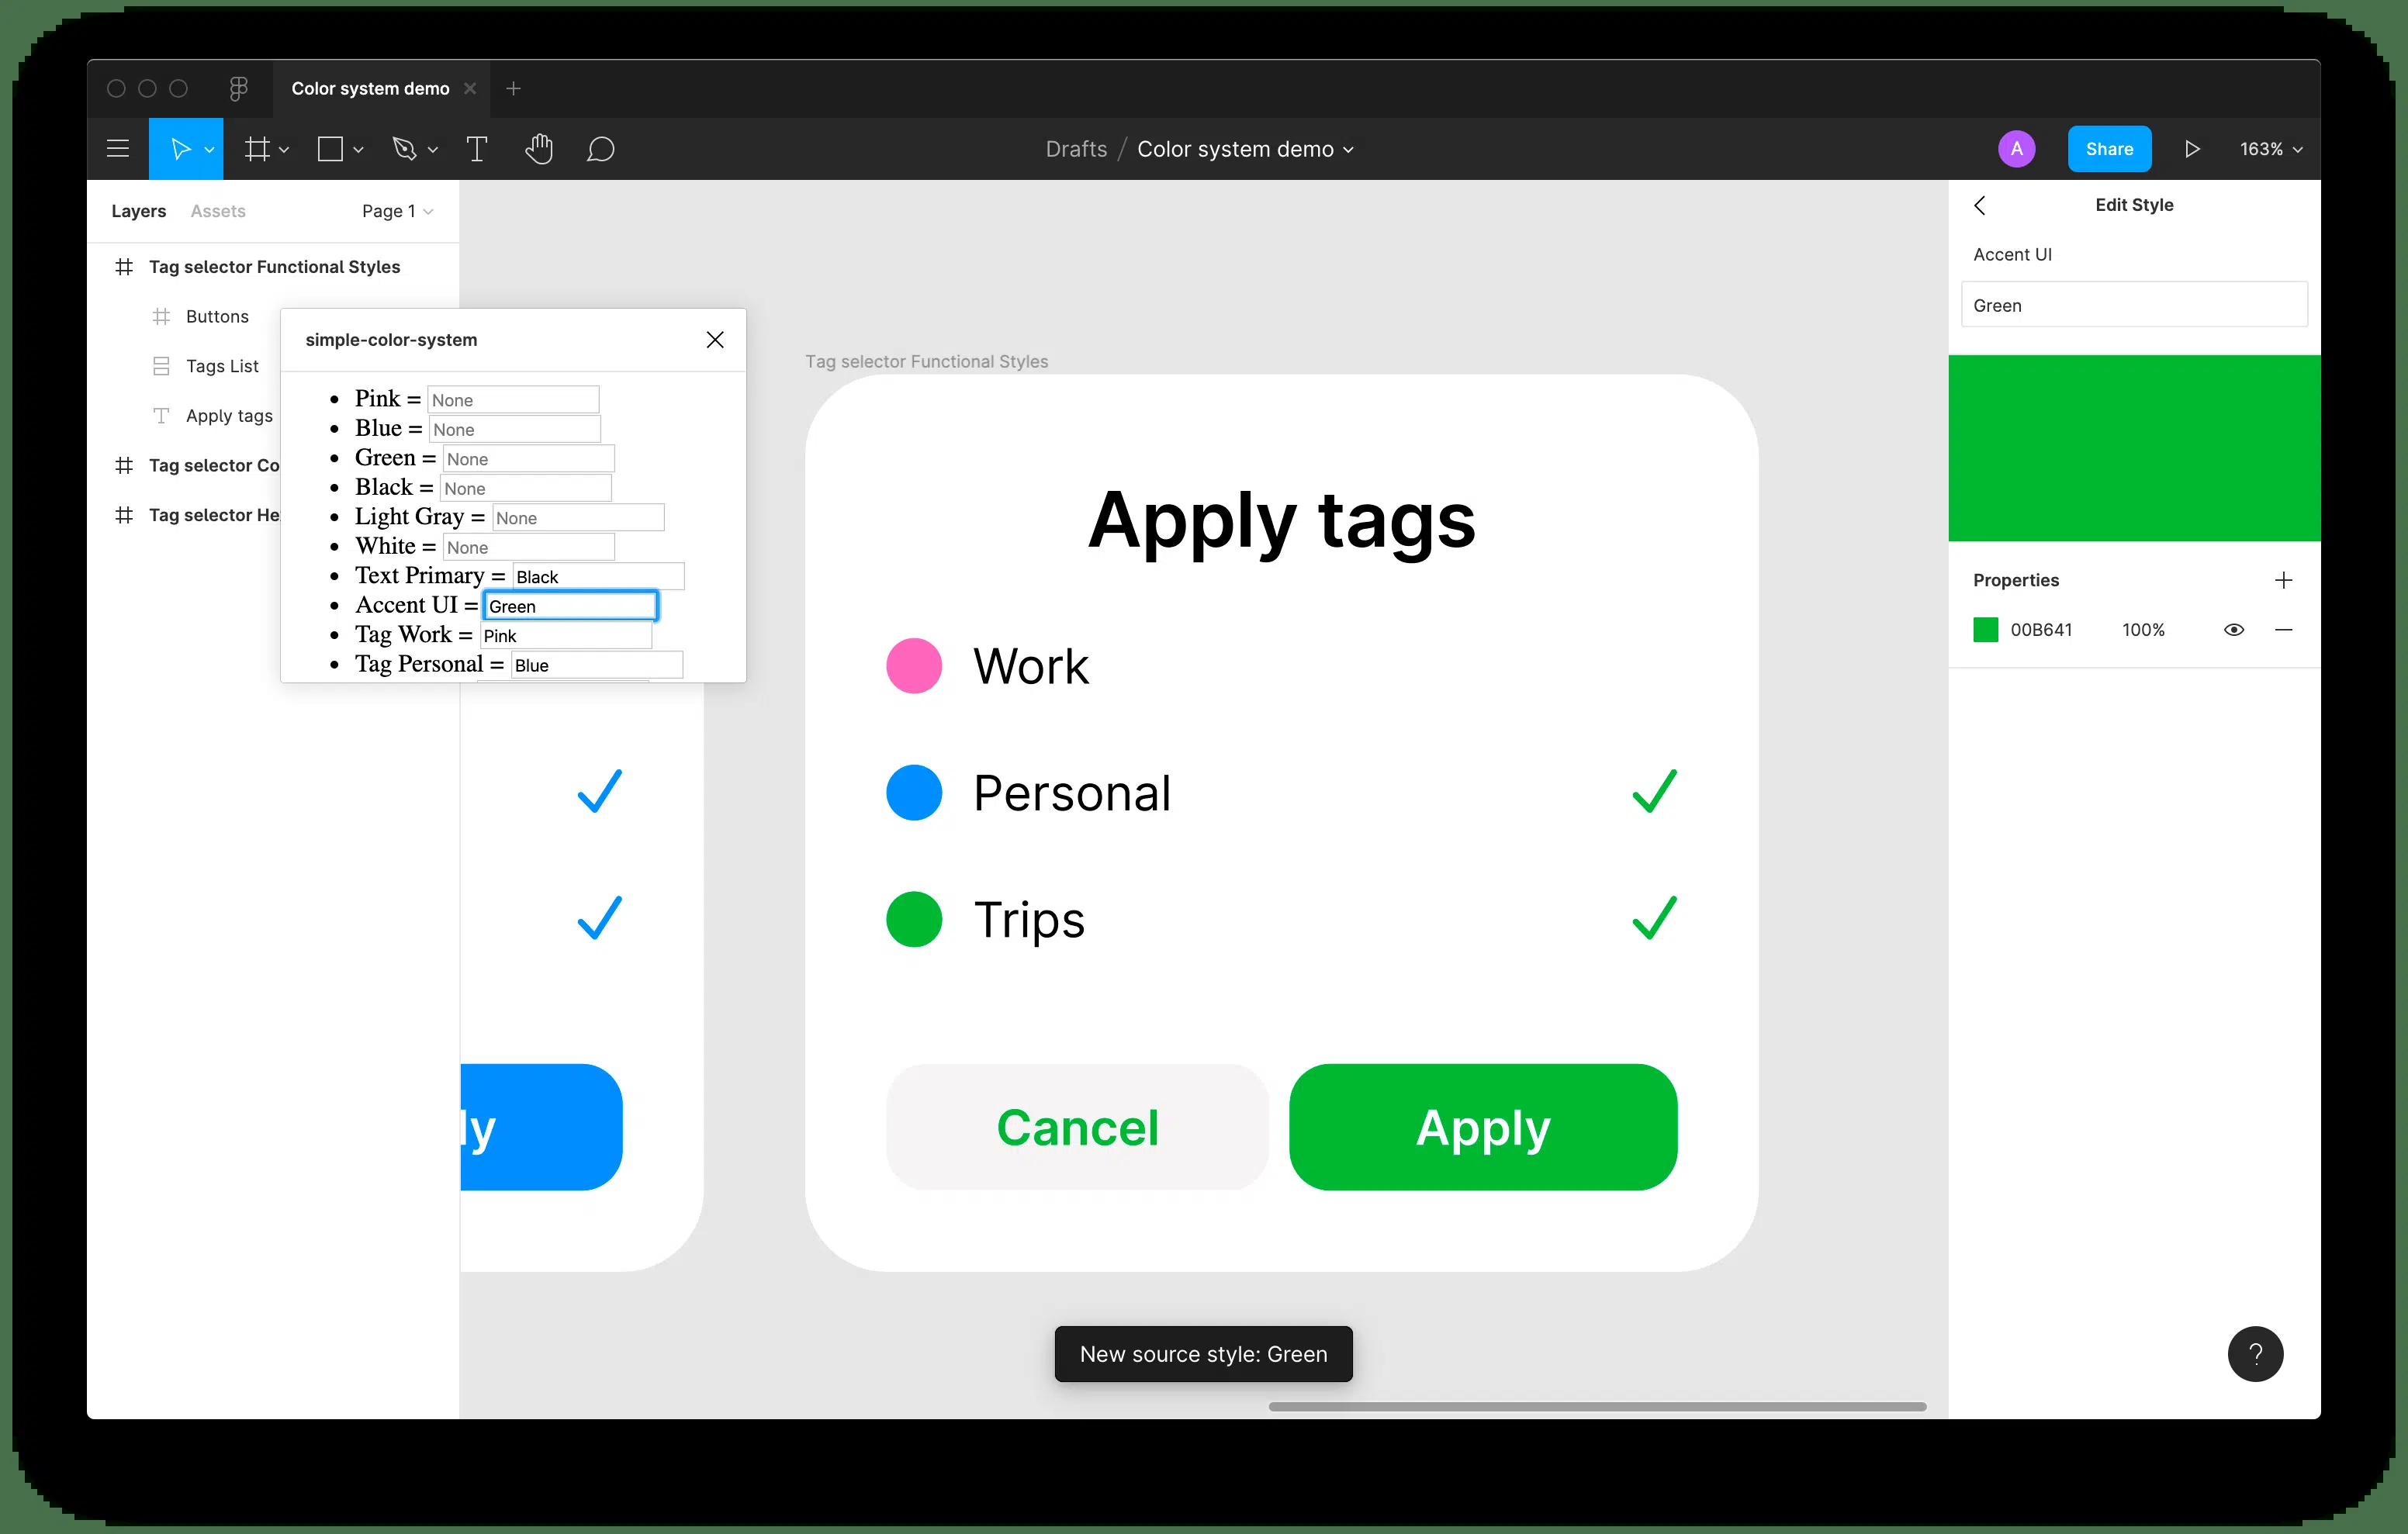 Color system demo
Drafts / Color system demo
A
Share
163%
Layers
Assets
Page 1
Tag selector Functional Styles
Buttons
Tags List
Apply tags
Tag selector Co
Tag selector He
simple-color-system
Pink = None
Blue = None
Green = None
Black = None
Light Gray = None
White = None
Text Primary = Black
Accent UI = Green
Tag Work = Pink
Tag Personal = Blue
ly
Tag selector Functional Styles
Apply tags
Work
Personal
Trips
Cancel
Apply
New source style: Green
Edit Style
Accent UI
Green
Properties
00B641
100%
?